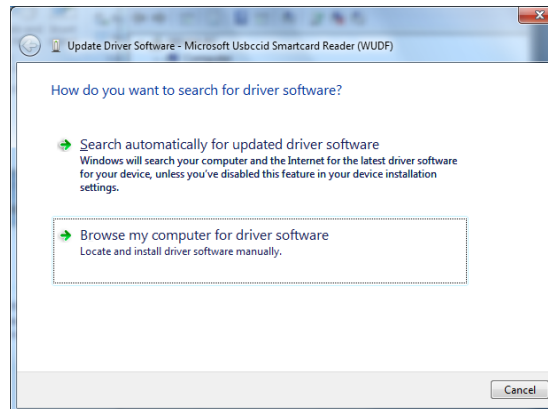 Update Driver Software - Microsoft Usbccid Smartcard Reader (WUDF)
How do you want to search for driver software?
Search automatically for updated driver software
Windows will search your computer and the Internet for the latest driver software
for your device, unless you've disabled this feature in your device installation
settings.
Browse my computer for driver software
Locate and install driver software manually.
Cancel